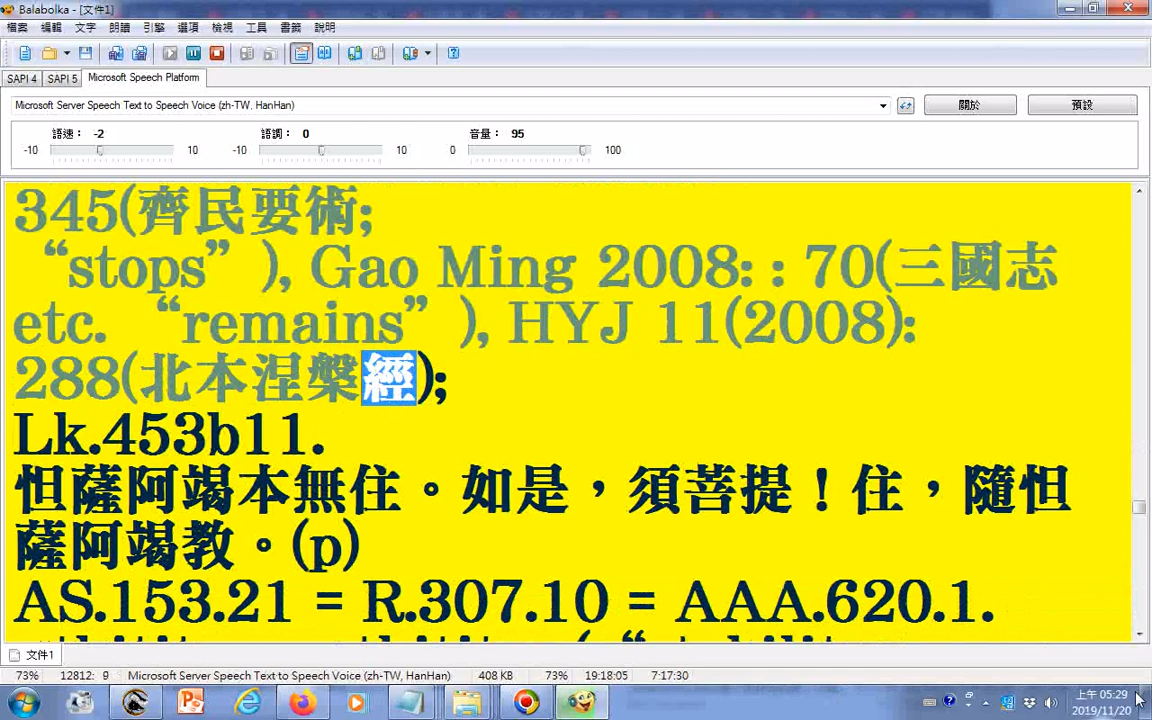 Balabolka - [文件1]
檔案 編輯 文字 朗讀 引擎 選項 檢視 工具 書籤 說明
SAPI 4 SAPI 5 Microsoft Speech Platform
Microsoft Server Speech Text to Speech Voice (zh-TW, HanHan) 關於 預設
語速： -2 語調： 0 音量： 95
-10 10 -10 10 0 100
345(齊民要術;
“stops”), Gao Ming 2008: : 70(三國志
etc. “remains”), HYJ 11(2008):
288(北本涅槃經);
Lk.453b11.
怛薩阿竭本無住。如是，須菩提！住，隨怛
薩阿竭教。(p)
AS.153.21 = R.307.10 = AAA.620.1.
文件1
73% 12812: 9 Microsoft Server Speech Text to Speech Voice (zh-TW, HanHan) 408 KB 73% 19:18:05 7:17:30
上午 05:29
2019/11/20